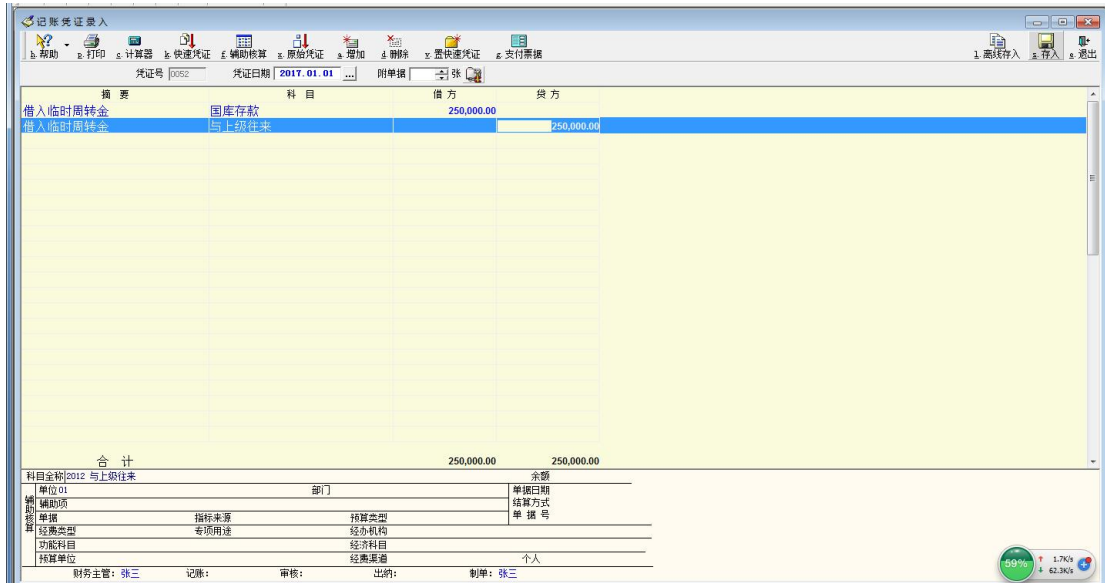 记账凭证录入
h.帮助 p.打印 c.计算器 k.快速凭证 f.辅助核算 x.原始凭证 a.增加 d.删除 y.置快速凭证 g.支付票据 l.离线存入 s.存入 e.退出
凭证号 0052 凭证日期 2017.01.01 ... 附单据 张
摘 要 科 目 借 方 贷 方
借入临时周转金 国库存款 250,000.00
借入临时周转金 与上级往来 250,000.00
合 计 250,000.00 250,000.00
科目全称 2012 与上级往来 余额
辅助核算
单位 01 部门 单据日期
辅助项 结算方式
单据 指标来源 预算类型 单 据 号
经费类型 专项用途 经办机构
功能科目 经济科目
预算单位 经费渠道 个人
财务主管: 张三 记账: 审核: 出纳: 制单: 张三
59% 1.7K/s
62.3K/s